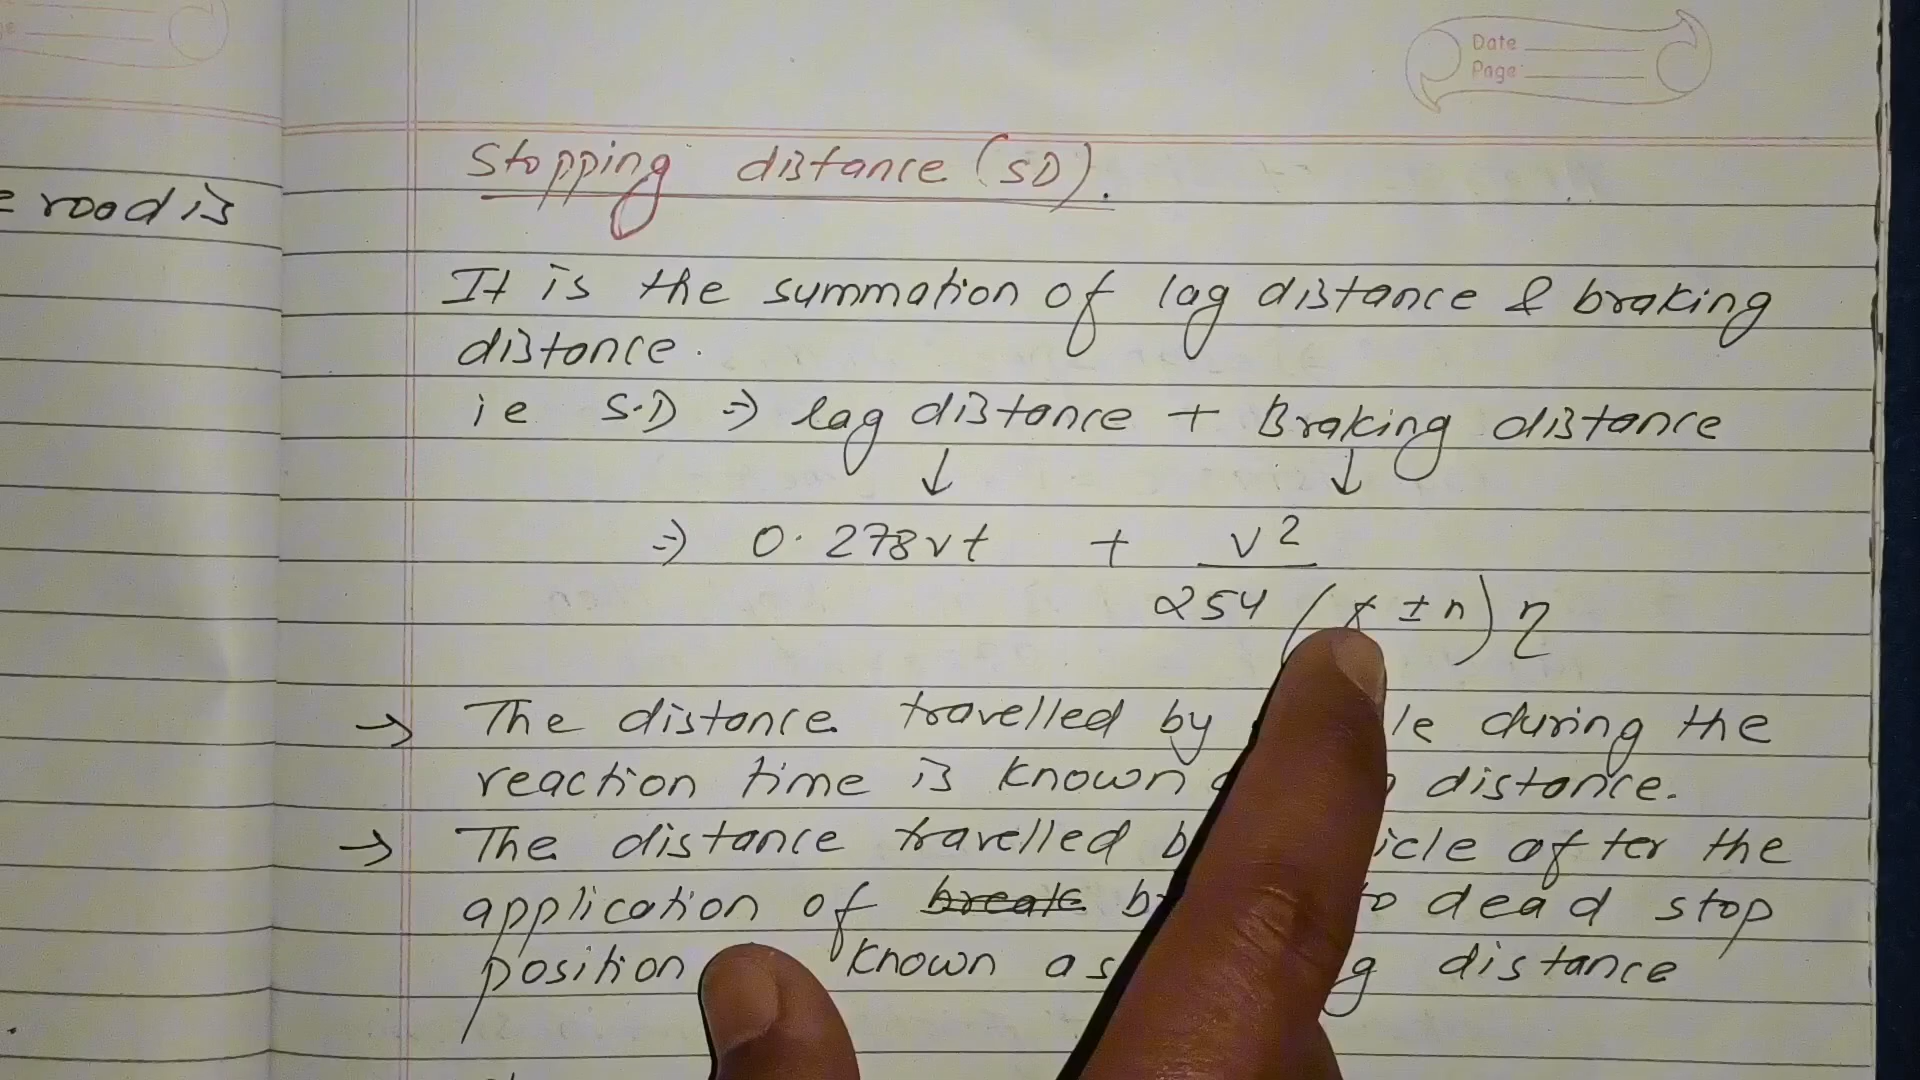 Date
Page
e road is
Stopping distance (SD).
It is the summation of lag distance & braking
distance.
ie S.D ⇒ lag distance + Braking distance
↓ ↓
⇒ 0.278vt + v2
254 (f ± n) η
→ The distance travelled by le during the
reaction time is known distance.
→ The distance travelled b icle after the
application of break to dead stop
position known as g distance